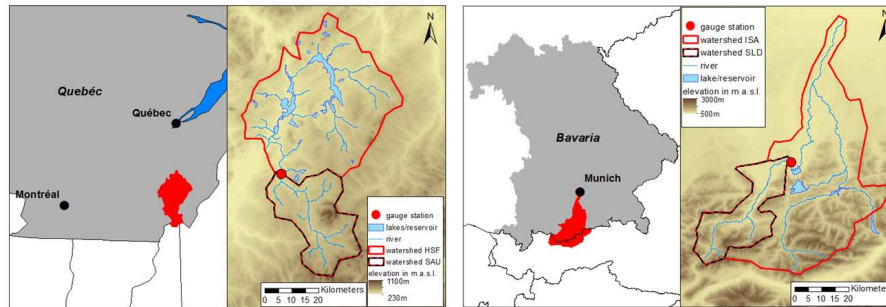 Quebéc
Québec
Montréal
N
gauge station
lakes/reservoir
river
watershed HSF
watershed SAU
elevation in m a.s.l.
1100m
230m
Kilometers
0 5 10 15 20
Bavaria
Munich
N
gauge station
watershed ISA
watershed SLD
river
lake/reservoir
elevation in m a.s.l.
3000m
500m
Kilometers
0 5 10 15 20